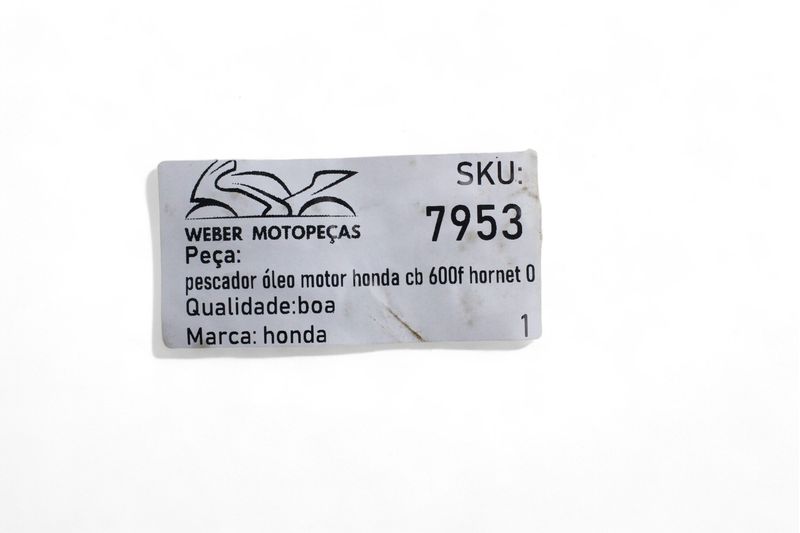 SKU:
7953
WEBER MOTOPEÇAS
Peça:
pescador óleo motor honda cb 600f hornet 0
Qualidade:boa
Marca: honda
1